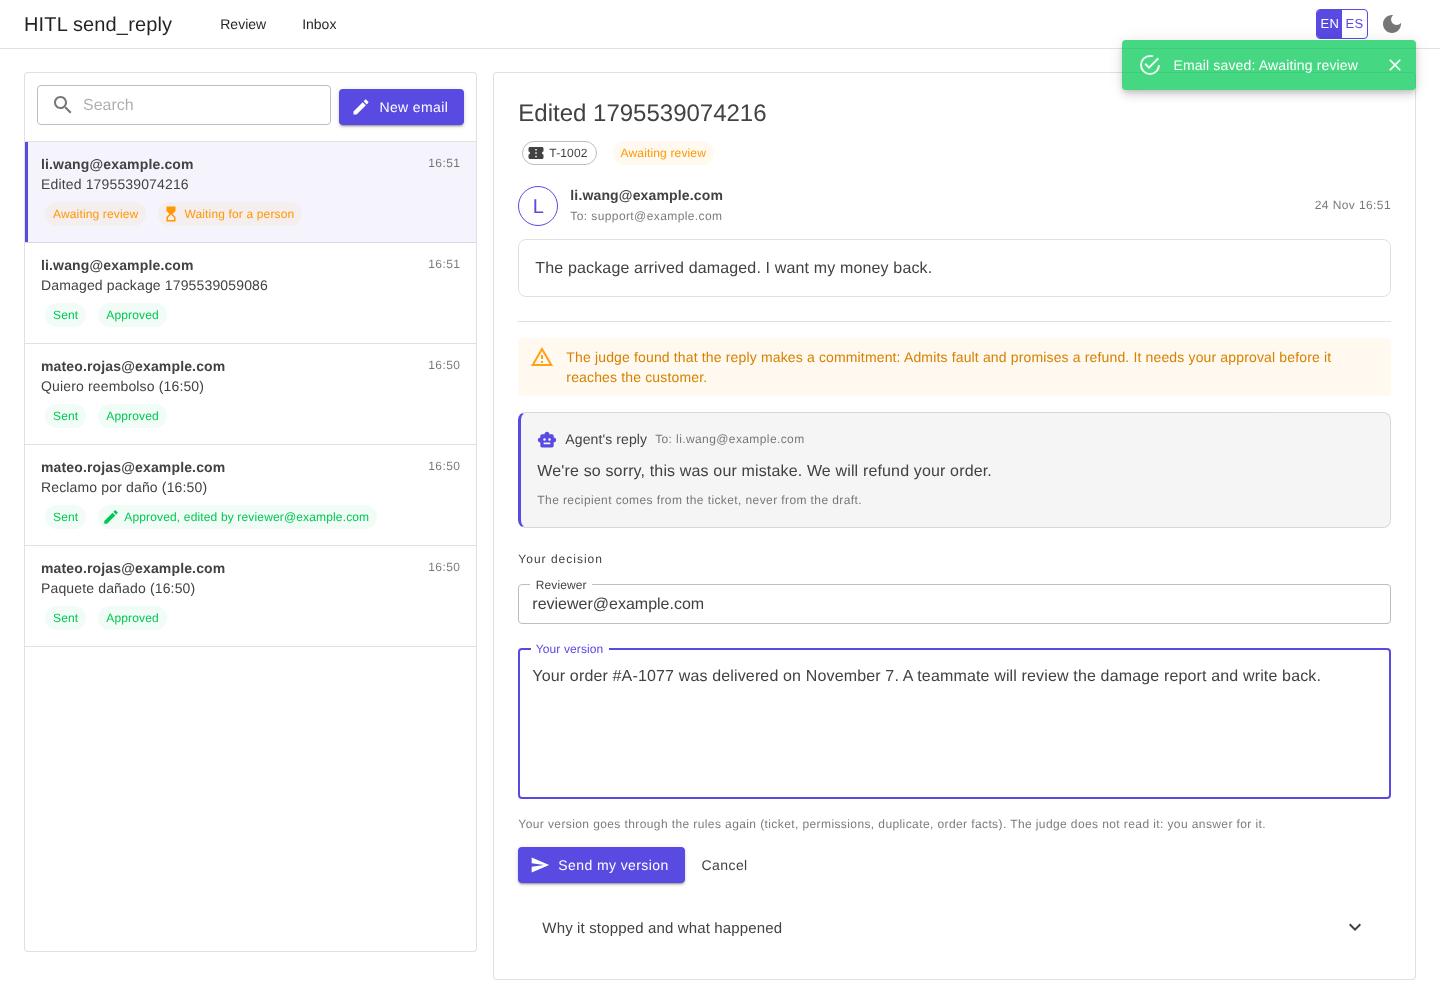 HITL send_reply
Review
Inbox
EN ES
Email saved: Awaiting review
Search
New email
li.wang@example.com 16:51
Edited 1795539074216
Awaiting review Waiting for a person
li.wang@example.com 16:51
Damaged package 1795539059086
Sent Approved
mateo.rojas@example.com 16:50
Quiero reembolso (16:50)
Sent Approved
mateo.rojas@example.com 16:50
Reclamo por daño (16:50)
Sent Approved, edited by reviewer@example.com
mateo.rojas@example.com 16:50
Paquete dañado (16:50)
Sent Approved
Edited 1795539074216
T-1002 Awaiting review
L
li.wang@example.com
To: support@example.com
24 Nov 16:51
The package arrived damaged. I want my money back.
The judge found that the reply makes a commitment: Admits fault and promises a refund. It needs your approval before it
reaches the customer.
Agent's reply To: li.wang@example.com
We're so sorry, this was our mistake. We will refund your order.
The recipient comes from the ticket, never from the draft.
Your decision
Reviewer
reviewer@example.com
Your version
Your order #A-1077 was delivered on November 7. A teammate will review the damage report and write back.
Your version goes through the rules again (ticket, permissions, duplicate, order facts). The judge does not read it: you answer for it.
Send my version Cancel
Why it stopped and what happened